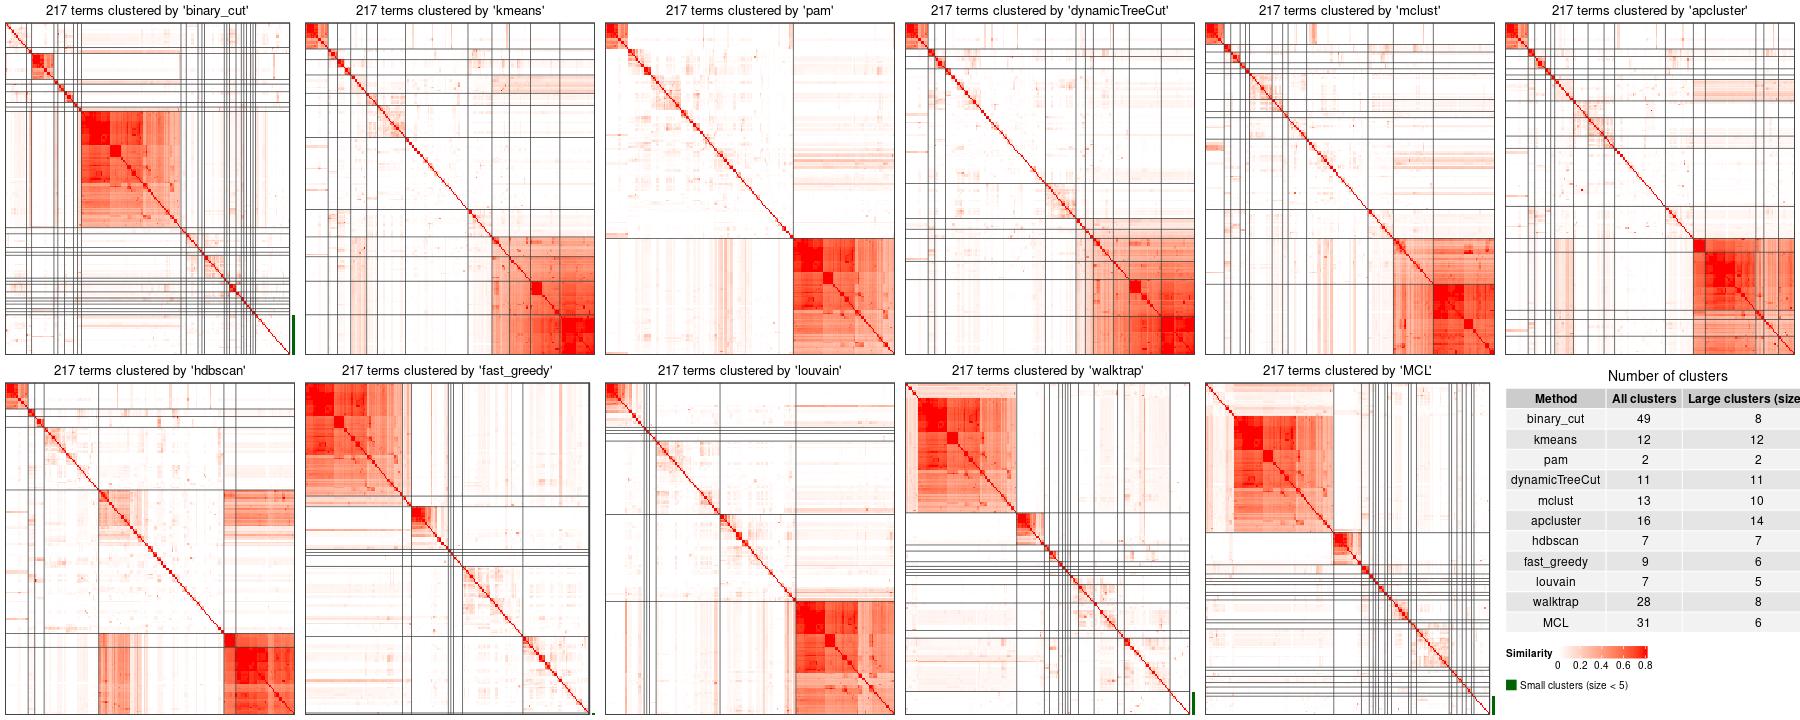 217 terms clustered by 'binary_cut'
217 terms clustered by 'kmeans'
217 terms clustered by 'pam'
217 terms clustered by 'dynamicTreeCut'
217 terms clustered by 'mclust'
217 terms clustered by 'apcluster'
217 terms clustered by 'hdbscan'
217 terms clustered by 'fast_greedy'
217 terms clustered by 'louvain'
217 terms clustered by 'walktrap'
217 terms clustered by 'MCL'
Number of clusters
Method All clusters Large clusters (size
binary_cut 49 8
kmeans 12 12
pam 2 2
dynamicTreeCut 11 11
mclust 13 10
apcluster 16 14
hdbscan 7 7
fast_greedy 9 6
louvain 7 5
walktrap 28 8
MCL 31 6
Similarity
0 0.2 0.4 0.6 0.8
Small clusters (size < 5)